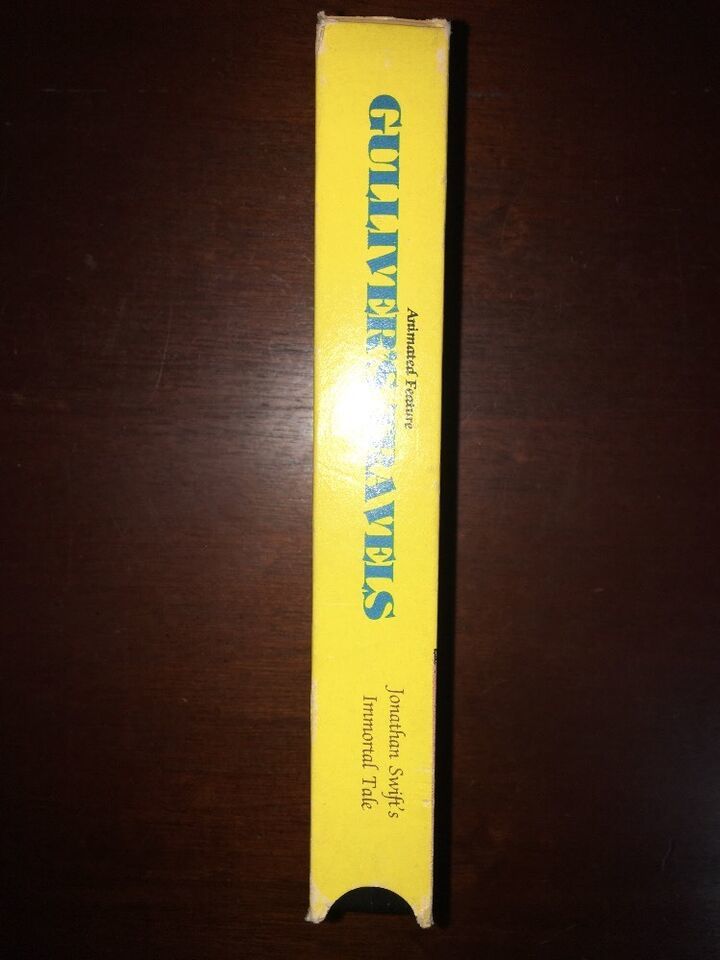 Animated Feature
GULLIVER'S TRAVELS
Jonathan Swift's
Immortal Tale